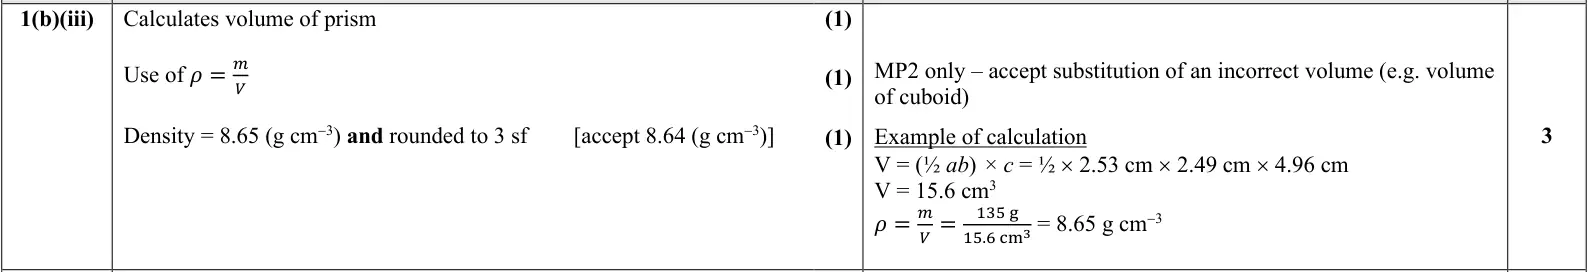 1(b)(iii) Calculates volume of prism (1)
Use of ρ = m/V (1)
MP2 only – accept substitution of an incorrect volume (e.g. volume
of cuboid)
Density = 8.65 (g cm⁻³) and rounded to 3 sf [accept 8.64 (g cm⁻³)] (1)
Example of calculation 3
V = (½ ab) × c = ½ × 2.53 cm × 2.49 cm × 4.96 cm
V = 15.6 cm³
ρ = m/V = 135 g/15.6 cm³ = 8.65 g cm⁻³